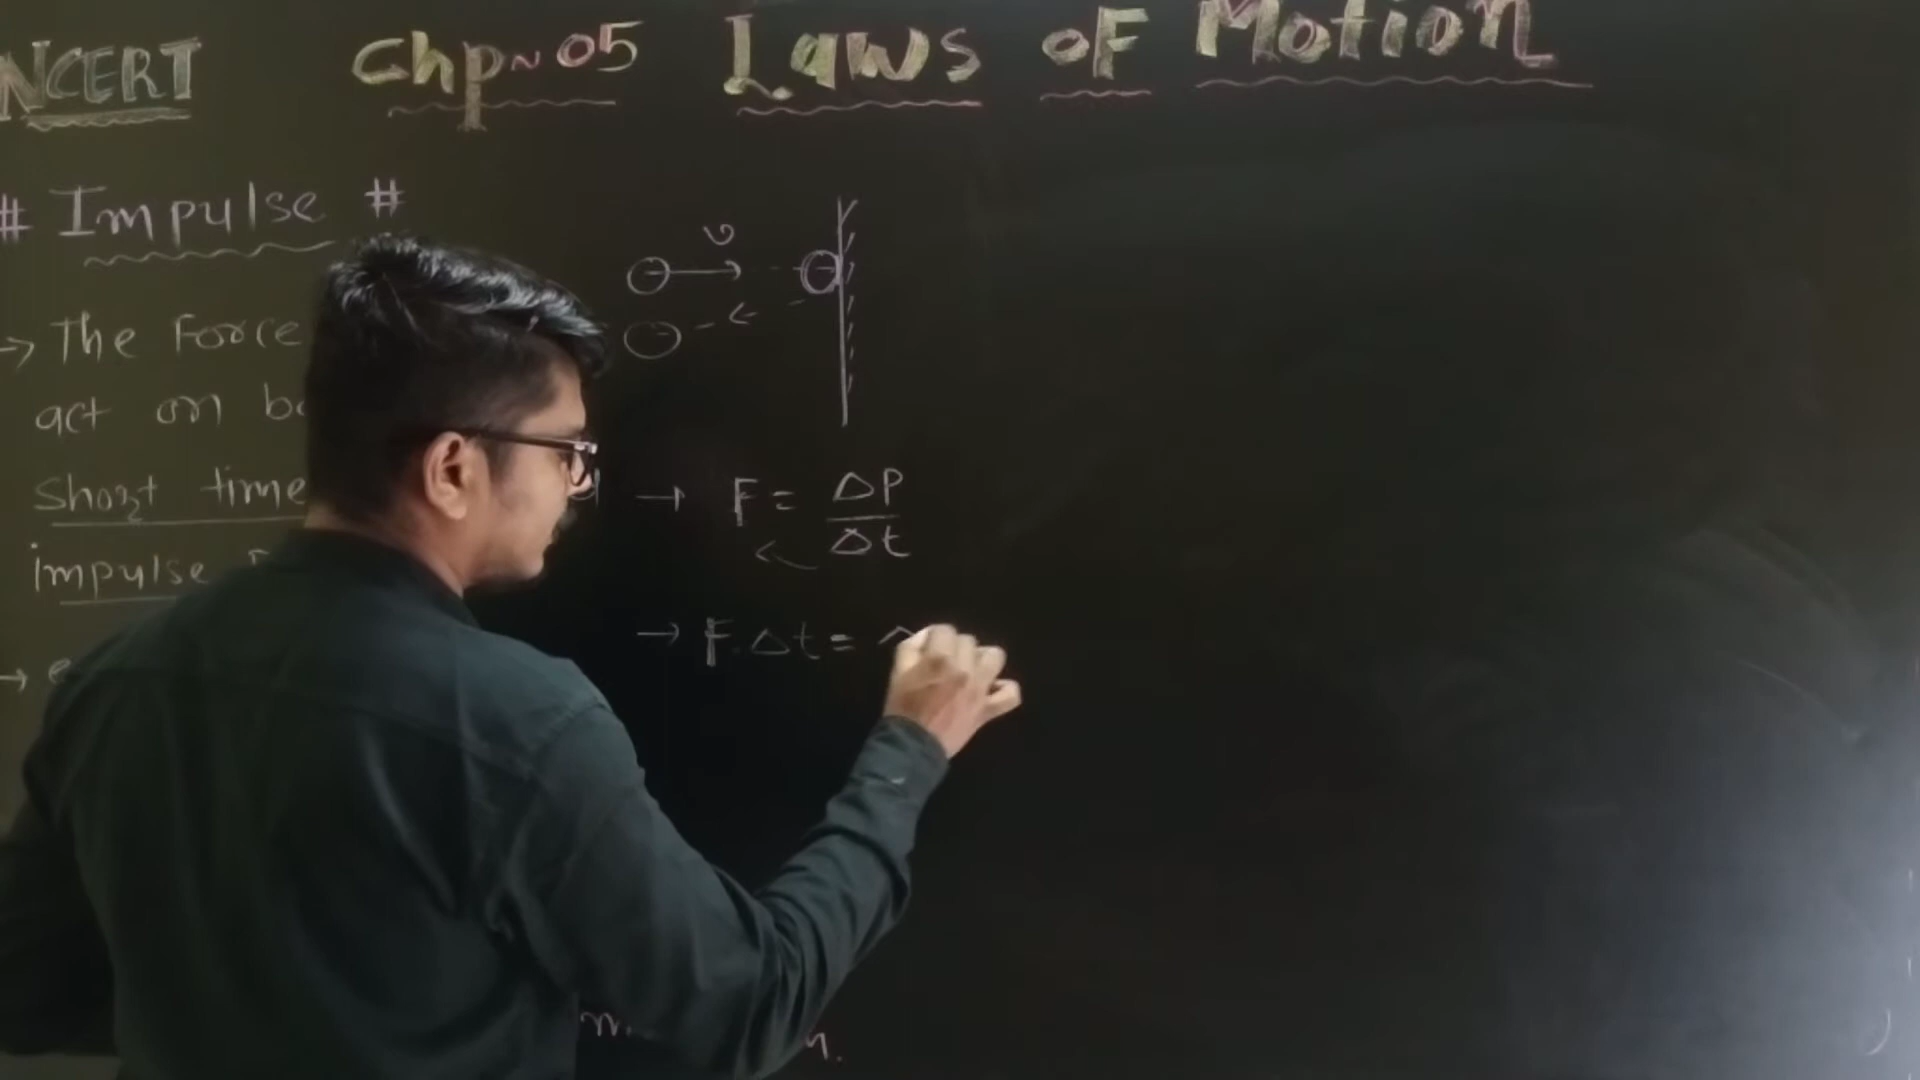 NCERT Chp~05 Laws of Motion
# Impulse #
υ
→ The Force
act on
Short time
impulse
→ F = ΔP/Δt
→ F.Δt =